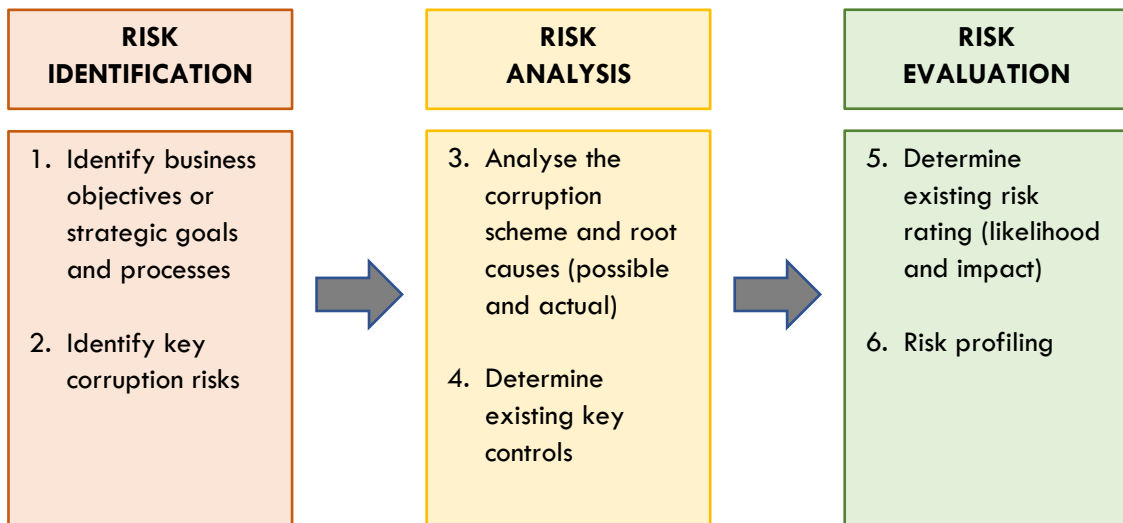 RISK
IDENTIFICATION
1. Identify business
objectives or
strategic goals
and processes
2. Identify key
corruption risks
RISK
ANALYSIS
3. Analyse the
corruption
scheme and root
causes (possible
and actual)
4. Determine
existing key
controls
RISK
EVALUATION
5. Determine
existing risk
rating (likelihood
and impact)
6. Risk profiling